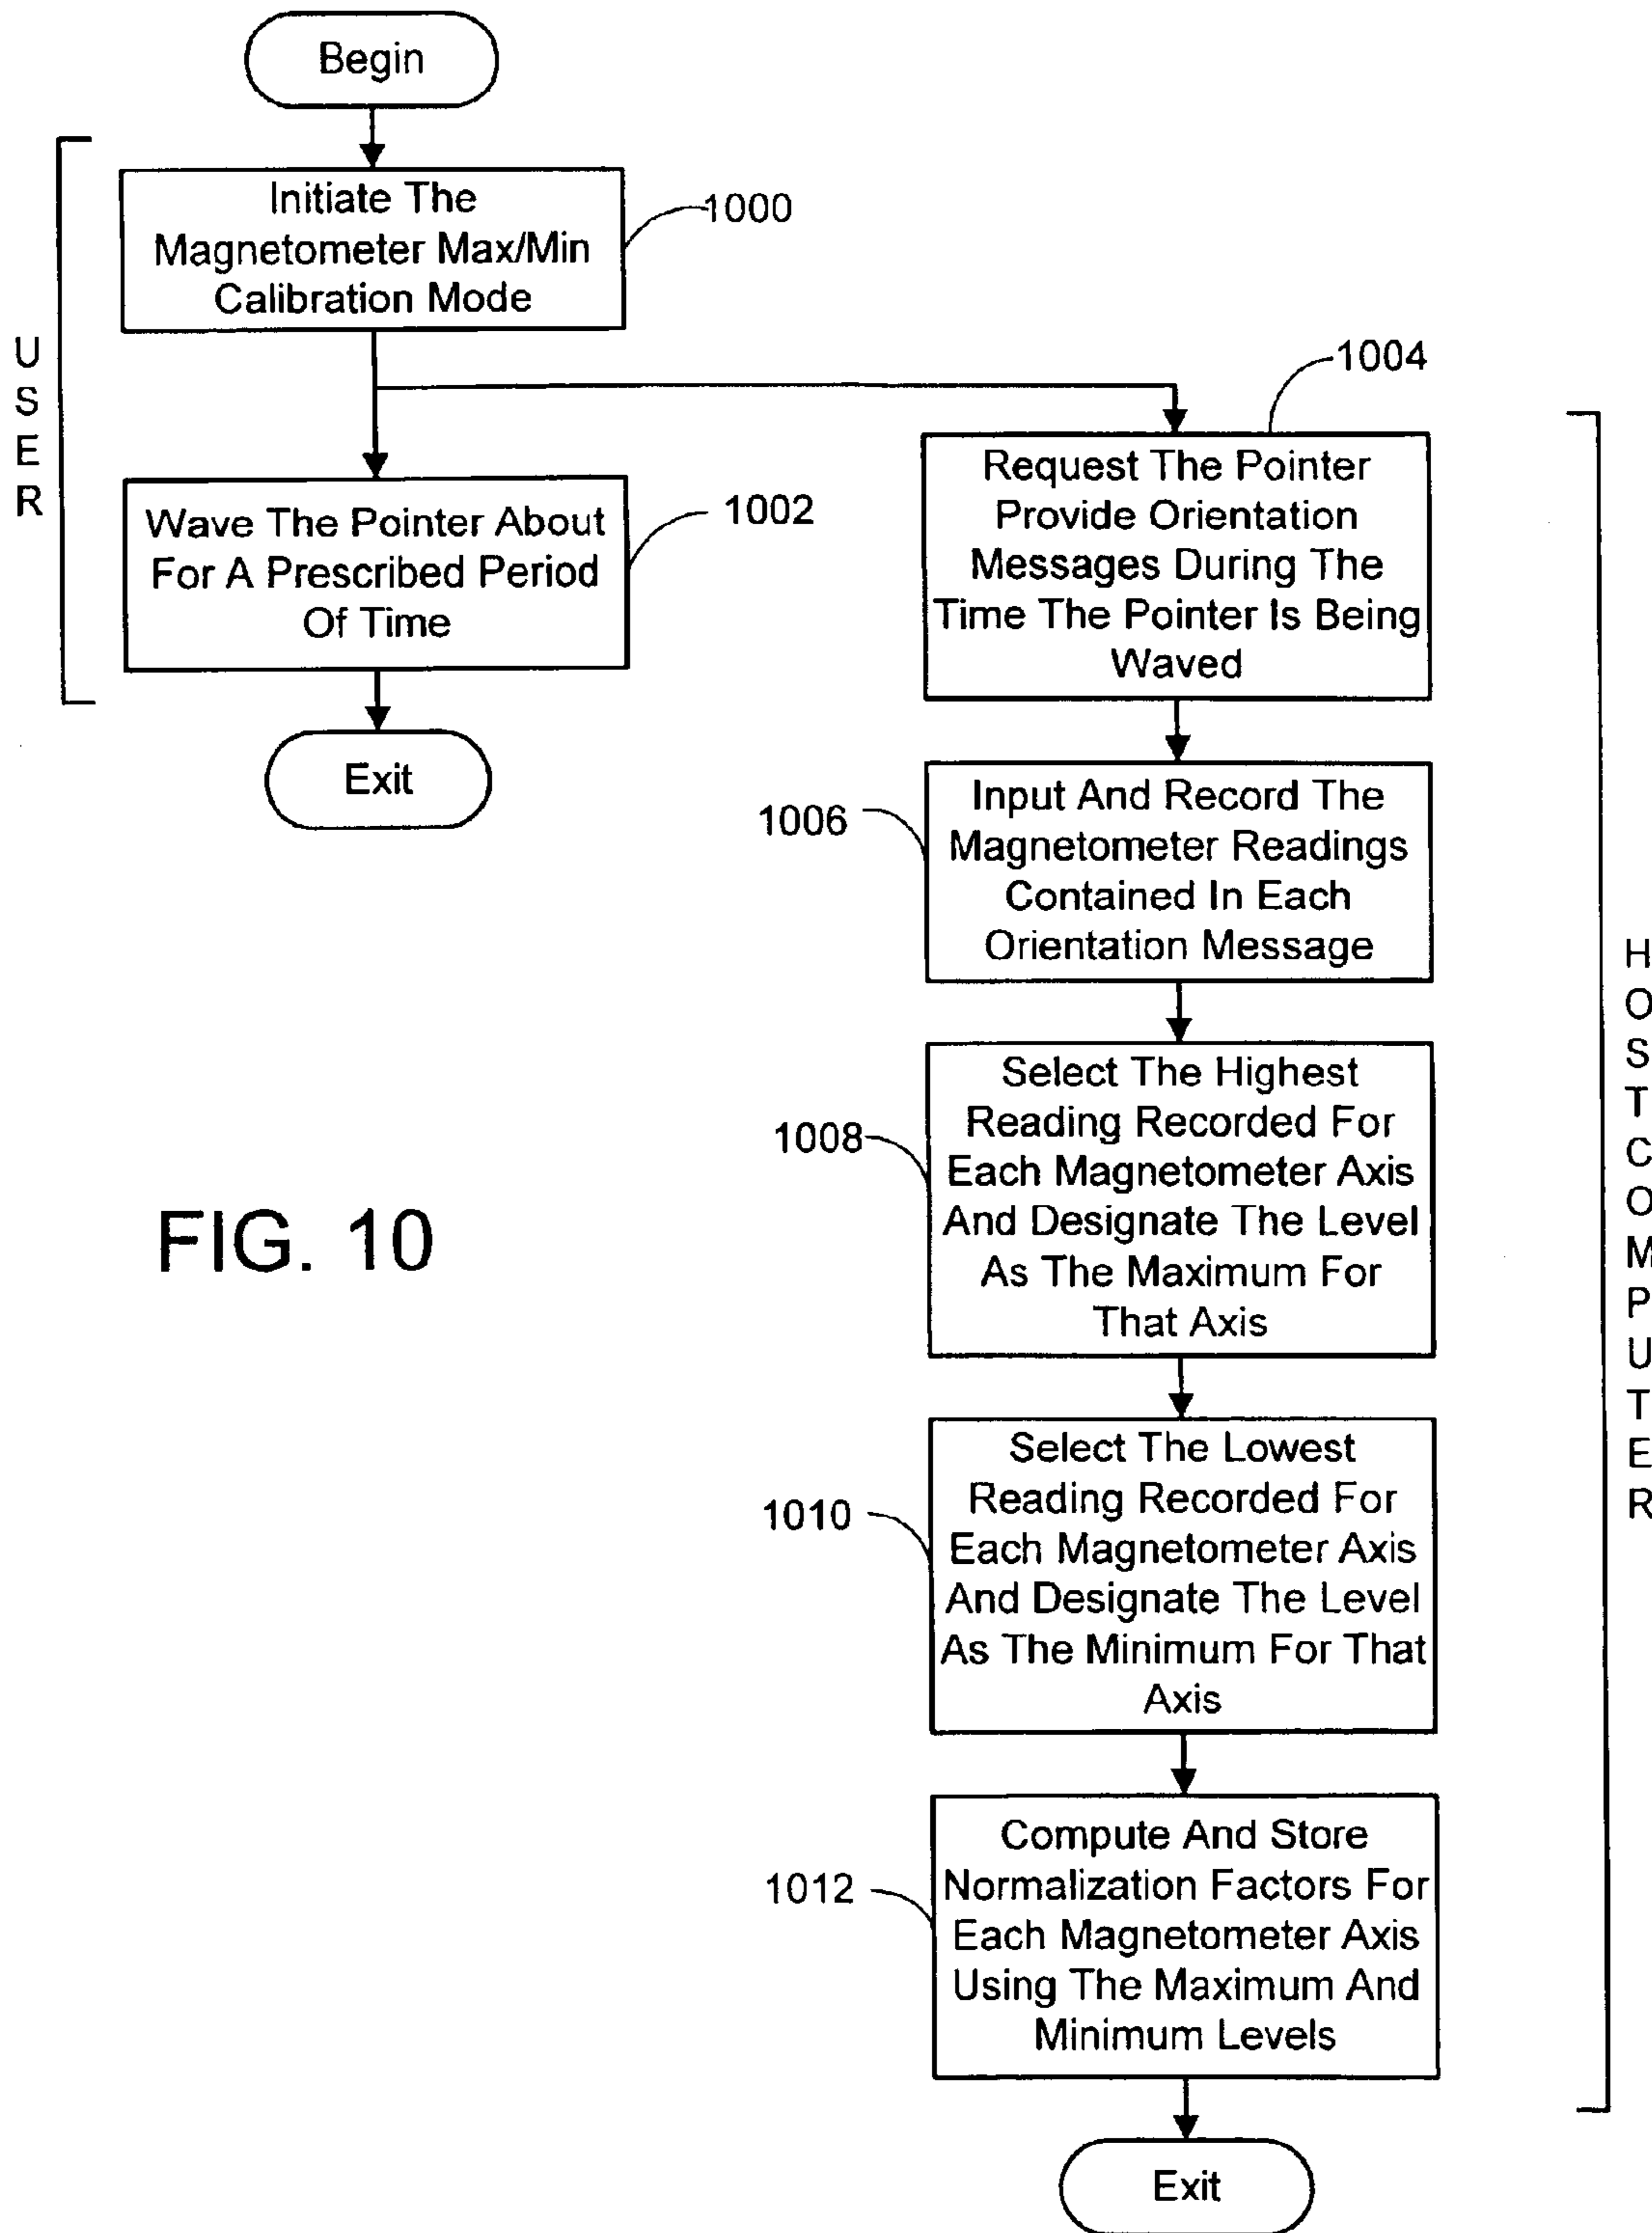 Begin
Initiate The
Magnetometer Max/Min
Calibration Mode
1000
U
S
E
R
Wave The Pointer About
For A Prescribed Period
Of Time
1002
Exit
1004
Request The Pointer
Provide Orientation
Messages During The
Time The Pointer Is Being
Waved
1006
Input And Record The
Magnetometer Readings
Contained In Each
Orientation Message
1008
Select The Highest
Reading Recorded For
Each Magnetometer Axis
And Designate The Level
As The Maximum For
That Axis
1010
Select The Lowest
Reading Recorded For
Each Magnetometer Axis
And Designate The Level
As The Minimum For That
Axis
1012
Compute And Store
Normalization Factors For
Each Magnetometer Axis
Using The Maximum And
Minimum Levels
Exit
H
O
S
T
C
O
M
P
U
T
E
R
FIG. 10